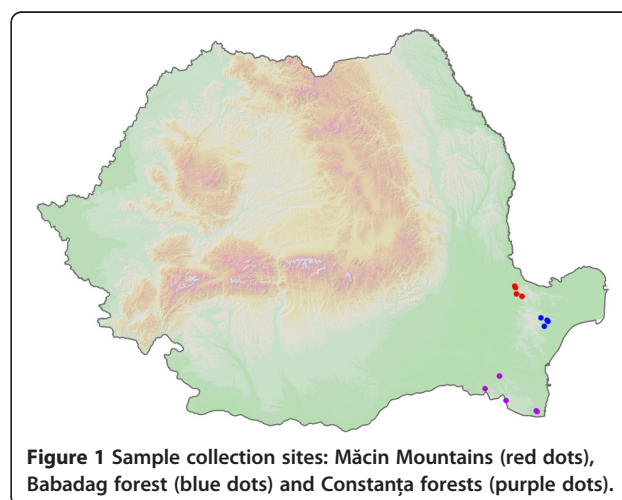 Figure 1 Sample collection sites: Măcin Mountains (red dots),
Babadag forest (blue dots) and Constanța forests (purple dots).